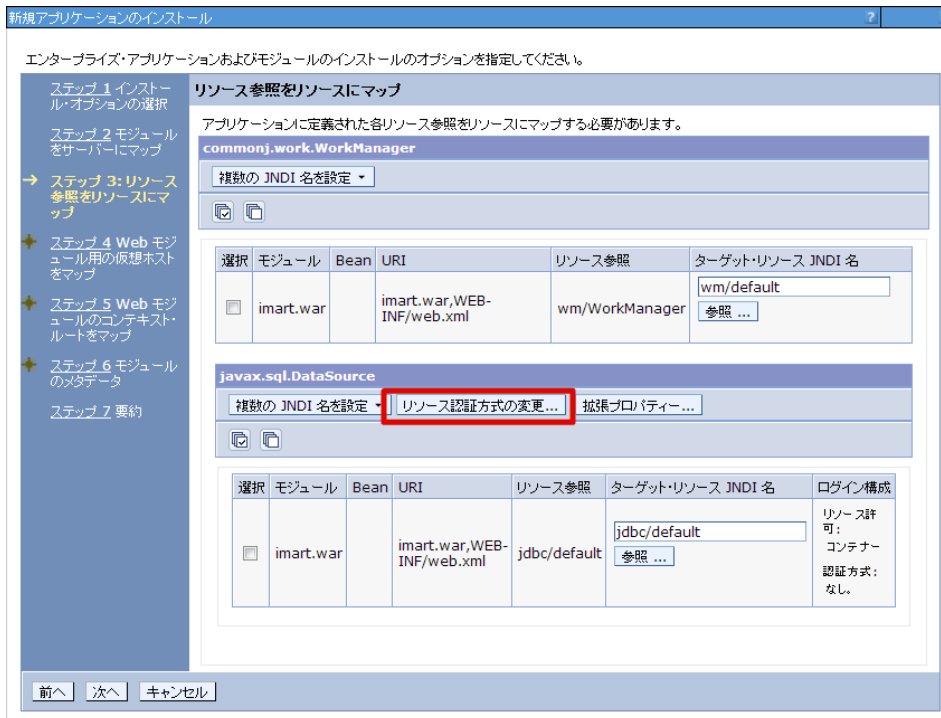 新規アプリケーションのインストール
?
エンタープライズ・アプリケーションおよびモジュールのインストールのオプションを指定してください。
ステップ 1 インストー
ル・オプションの選択
ステップ 2 モジュール
をサーバーにマップ
ステップ 3: リソース
参照をリソースにマ
ップ
ステップ 4 Web モジ
ュール用の仮想ホスト
をマップ
ステップ 5 Web モジ
ュールのコンテキスト・
ルートをマップ
ステップ 6 モジュール
のメタデータ
ステップ 7 要約
リソース参照をリソースにマップ
アプリケーションに定義された各リソース参照をリソースにマップする必要があります。
commonj.work.WorkManager
複数の JNDI 名を設定
選択 モジュール Bean URI リソース参照 ターゲット・リソース JNDI 名
imart.war imart.war,WEB- wm/WorkManager wm/default
INF/web.xml 参照 ...
javax.sql.DataSource
複数の JNDI 名を設定 リソース認証方式の変更... 拡張プロパティー...
選択 モジュール Bean URI リソース参照 ターゲット・リソース JNDI 名 ログイン構成
imart.war imart.war,WEB- jdbc/default jdbc/default リソース許
INF/web.xml 参照 ... 可:
コンテナー
認証方式:
なし。
前へ 次へ キャンセル